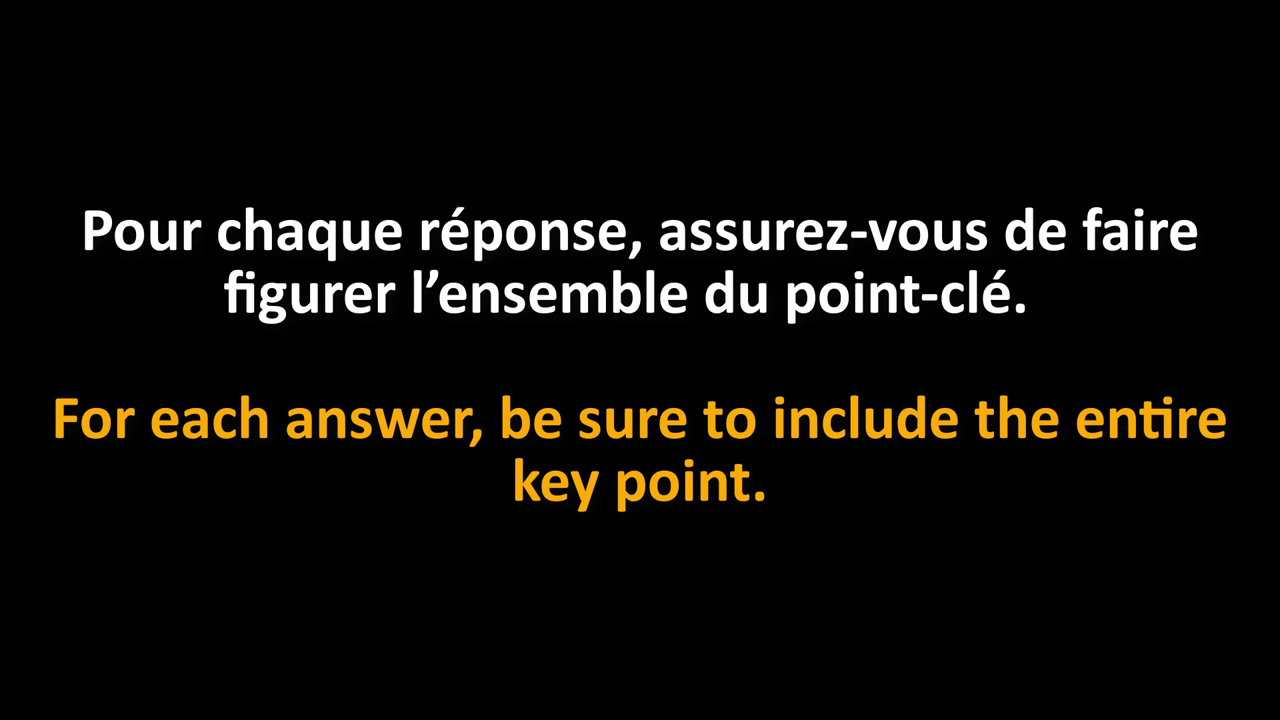 Pour chaque réponse, assurez-vous de faire
figurer l’ensemble du point-clé.
For each answer, be sure to include the entire
key point.